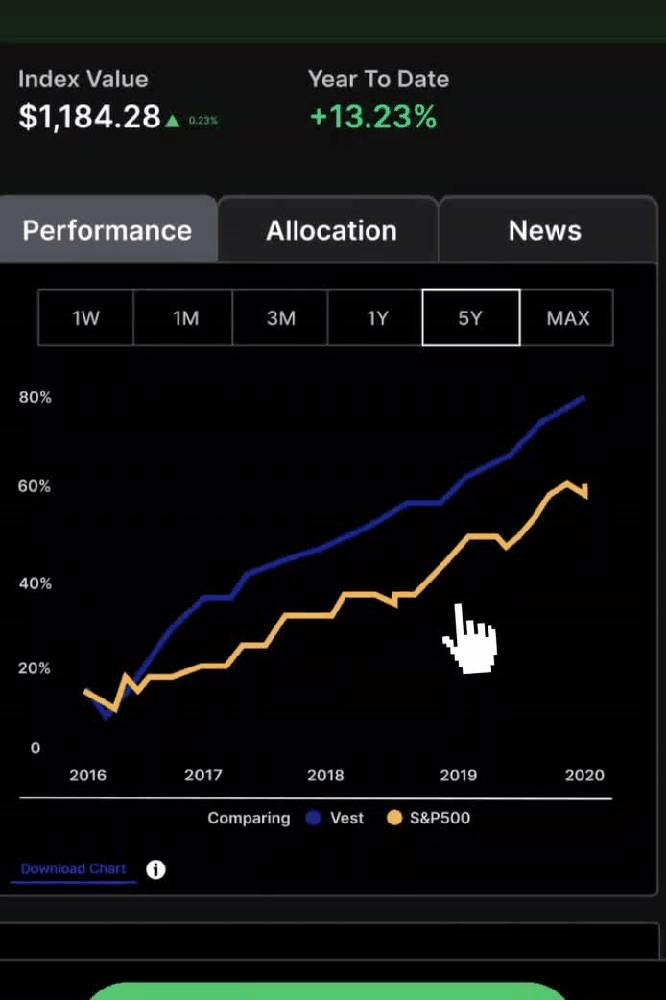 Index Value Year To Date
$1,184.28 0.23% +13.23%
Performance Allocation News
1W 1M 3M 1Y 5Y MAX
80%
60%
40%
20%
0
2016 2017 2018 2019 2020
Comparing Vest S&P500
Download Chart i